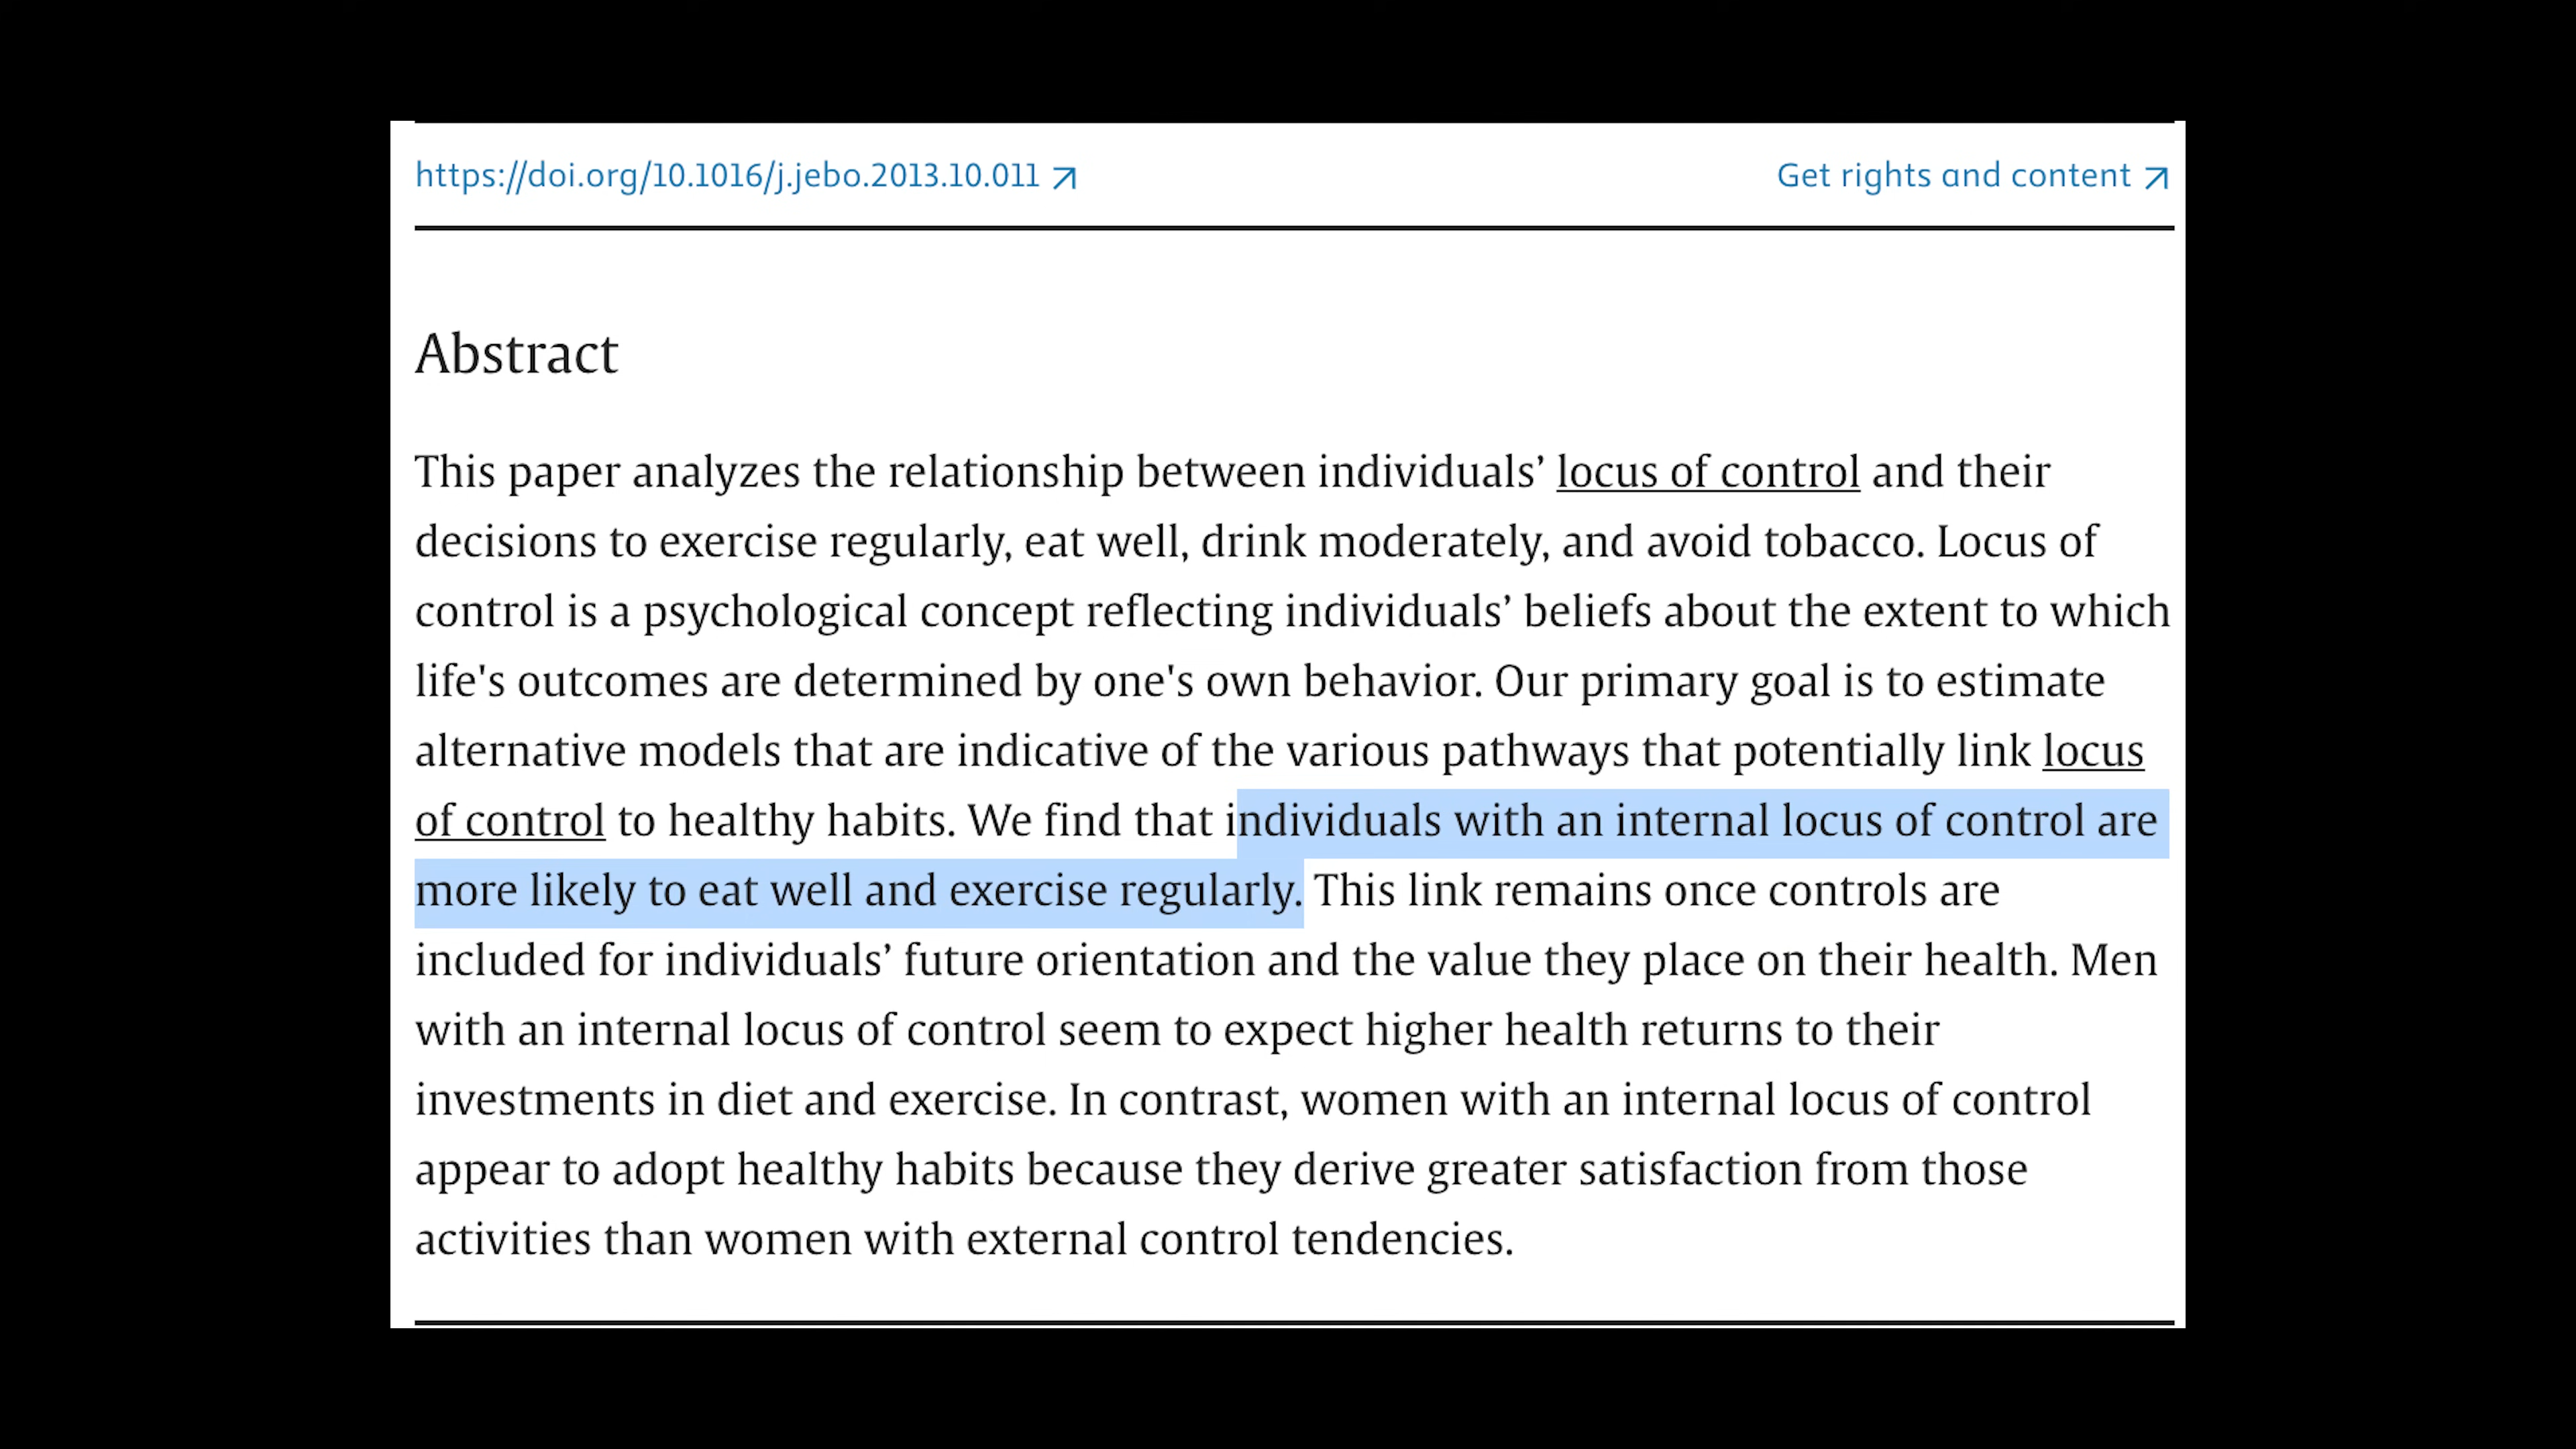 https://doi.org/10.1016/j.jebo.2013.10.011 Get rights and content
Abstract
This paper analyzes the relationship between individuals’ locus of control and their
decisions to exercise regularly, eat well, drink moderately, and avoid tobacco. Locus of
control is a psychological concept reflecting individuals’ beliefs about the extent to which
life's outcomes are determined by one's own behavior. Our primary goal is to estimate
alternative models that are indicative of the various pathways that potentially link locus
of control to healthy habits. We find that individuals with an internal locus of control are
more likely to eat well and exercise regularly. This link remains once controls are
included for individuals’ future orientation and the value they place on their health. Men
with an internal locus of control seem to expect higher health returns to their
investments in diet and exercise. In contrast, women with an internal locus of control
appear to adopt healthy habits because they derive greater satisfaction from those
activities than women with external control tendencies.